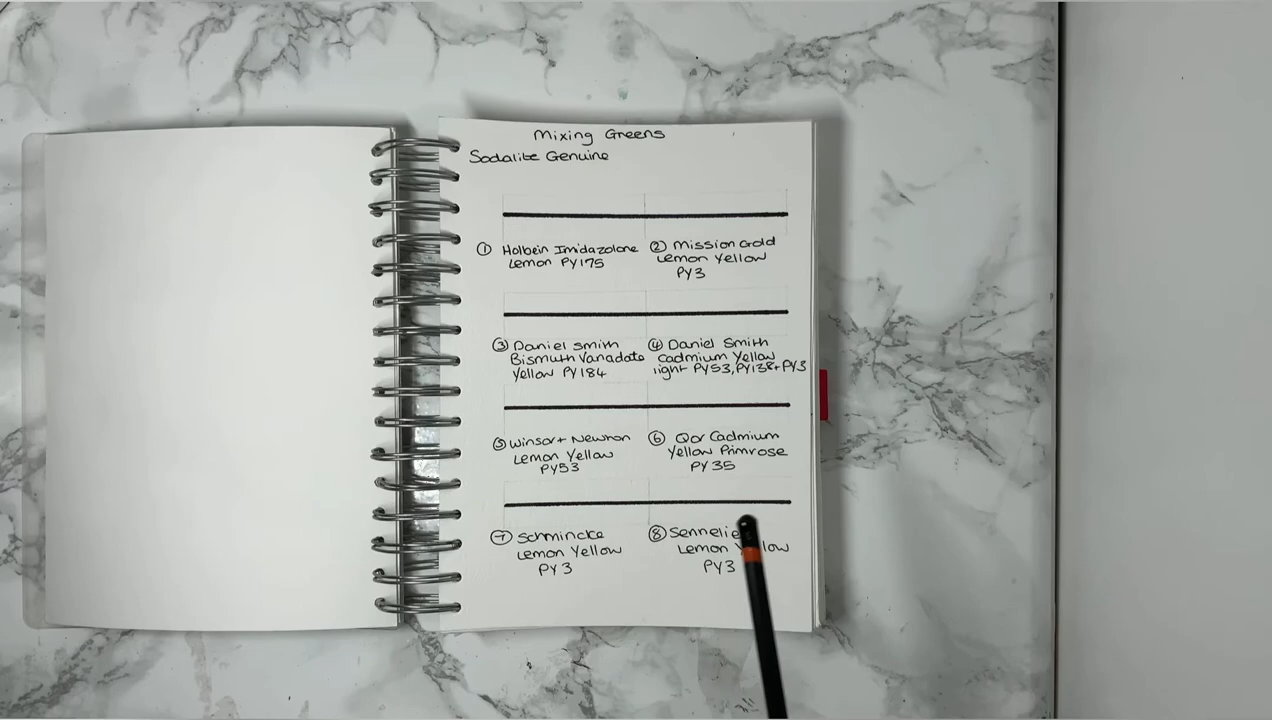 Mixing Greens
Sodalite Genuine
① Holbein Imidazolone
Lemon PY175
② Mission Gold
Lemon Yellow
PY3
③ Daniel Smith
Bismuth Vanadate
Yellow PY184
④ Daniel Smith
Cadmium Yellow
light PY53, PY138+PY3
⑤ Winsor + Newton
Lemon Yellow
PY53
⑥ Qor Cadmium
Yellow Primrose
PY35
⑦ Schmincke
Lemon Yellow
PY3
⑧
Lemon
PY3